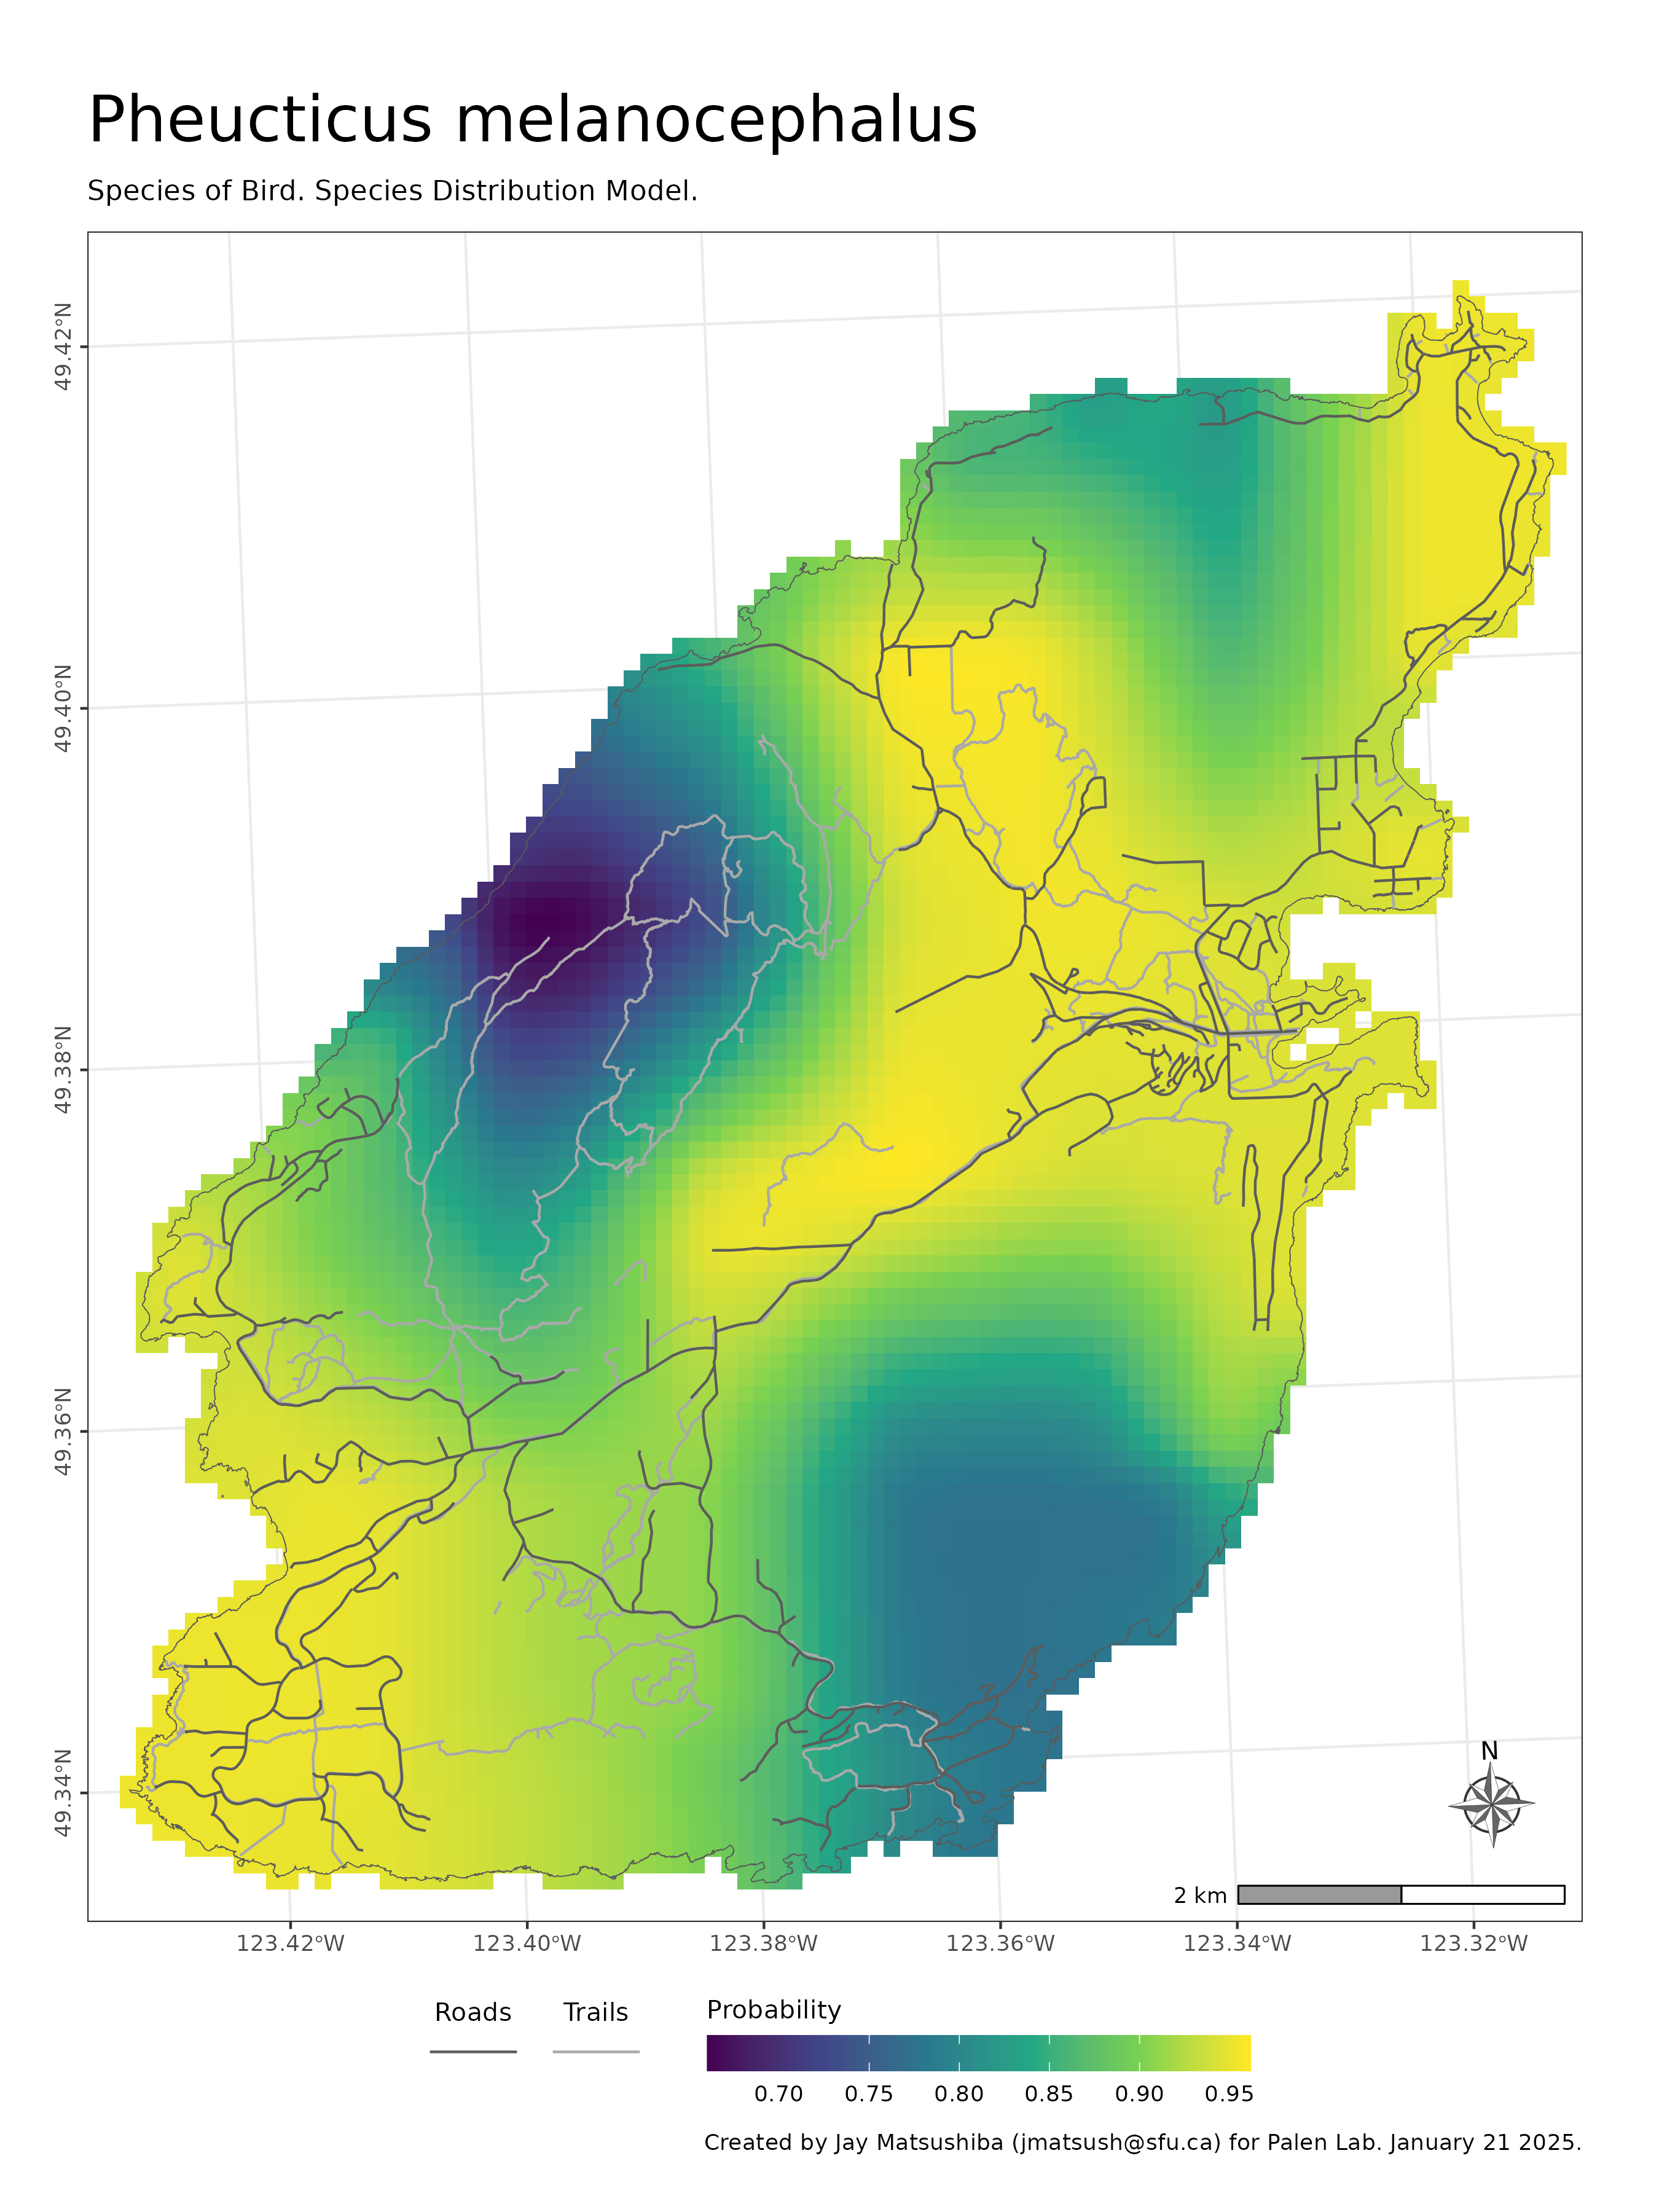 Pheucticus melanocephalus
Species of Bird. Species Distribution Model.
49.42°N
49.40°N
49.38°N
49.36°N
49.34°N
N
2 km
123.42°W 123.40°W 123.38°W 123.36°W 123.34°W 123.32°W
Roads Trails Probability
0.70 0.75 0.80 0.85 0.90 0.95
Created by Jay Matsushiba (jmatsush@sfu.ca) for Palen Lab. January 21 2025.